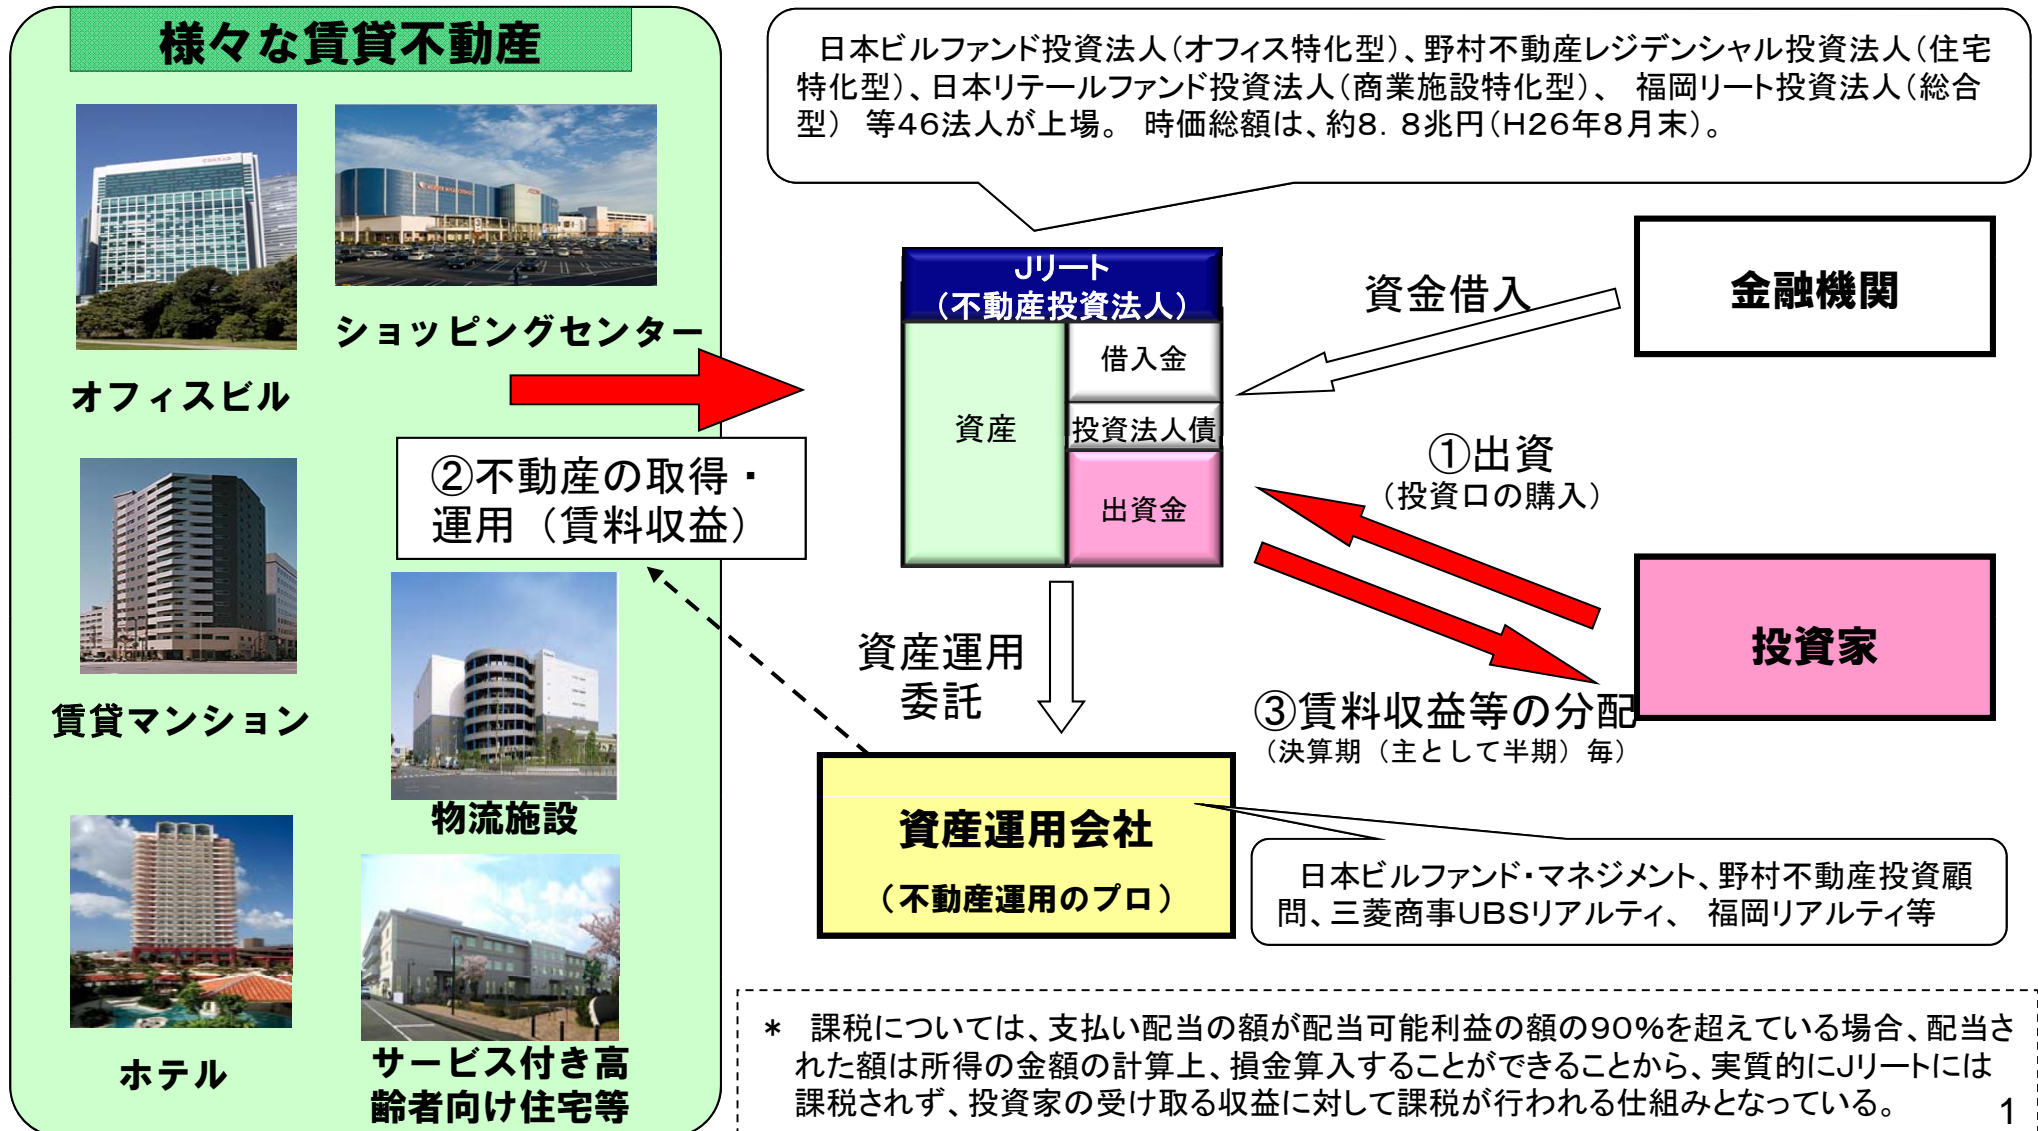 様々な賃貸不動産
オフィスビル
ショッピングセンター
賃貸マンション
物流施設
ホテル
サービス付き高
齢者向け住宅等
②不動産の取得・
運用（賃料収益）
日本ビルファンド投資法人（オフィス特化型）、野村不動産レジデンシャル投資法人（住宅
特化型）、日本リテールファンド投資法人（商業施設特化型）、　福岡リート投資法人（総合
型）　等４６法人が上場。　時価総額は、約８．８兆円（Ｈ２６年８月末）。
Ｊリート
（不動産投資法人）
資産
借入金
投資法人債
出資金
資金借入
金融機関
①出資
（投資口の購入）
投資家
③賃料収益等の分配
（決算期（主として半期）毎）
資産運用
委託
資産運用会社
（不動産運用のプロ）
日本ビルファンド・マネジメント、野村不動産投資顧
問、三菱商事ＵＢＳリアルティ、　福岡リアルティ等
＊　課税については、支払い配当の額が配当可能利益の額の９０％を超えている場合、配当さ
れた額は所得の金額の計算上、損金算入することができることから、実質的にＪリートには
課税されず、投資家の受け取る収益に対して課税が行われる仕組みとなっている。
1